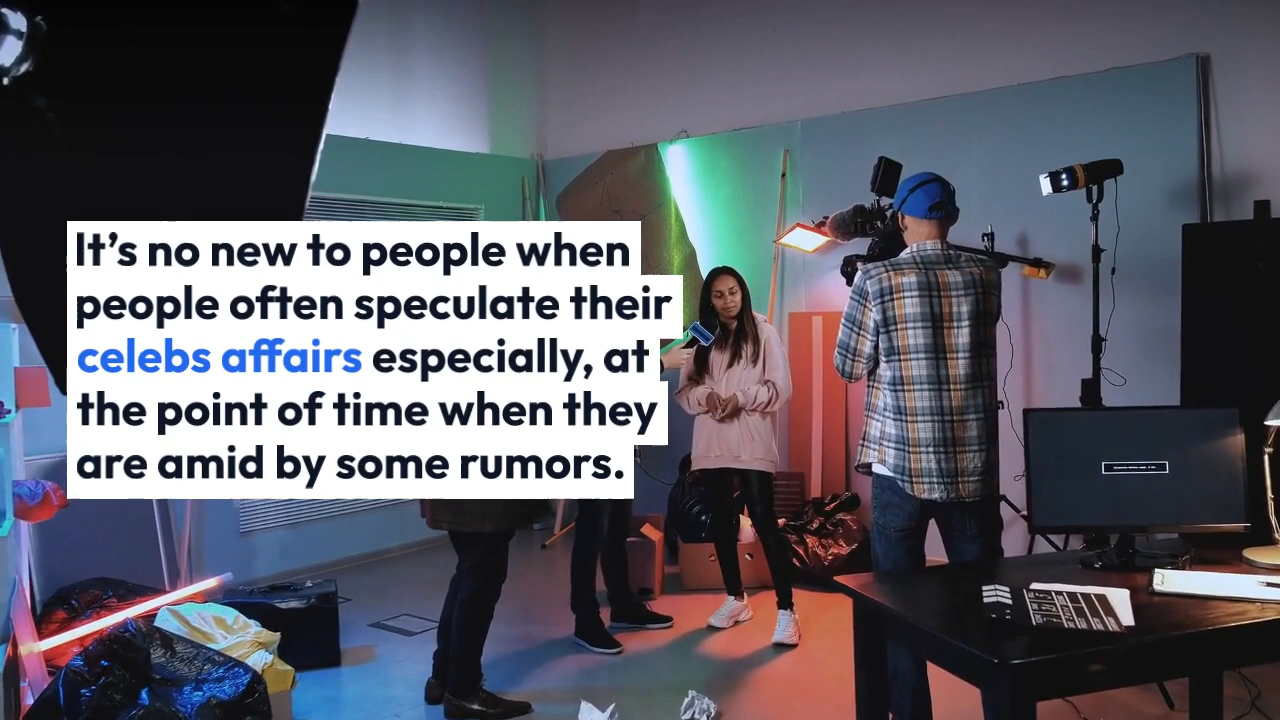 It’s no new to people when
people often speculate their
celebs affairs especially, at
the point of time when they
are amid by some rumors.